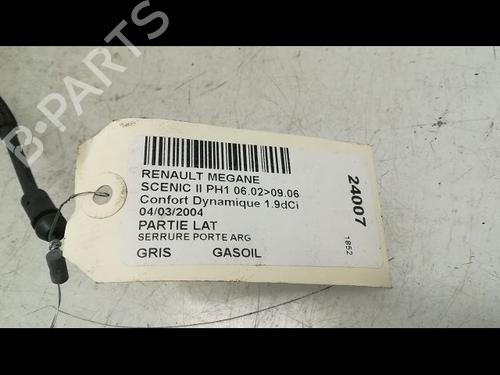 RENAULT MEGANE
SCENIC II PH1 06.02>09.06
Confort Dynamique 1.9dCi
04/03/2004
PARTIE LAT
SERRURE PORTE ARG
GRIS GASOIL
24007
1852
B-PARTS